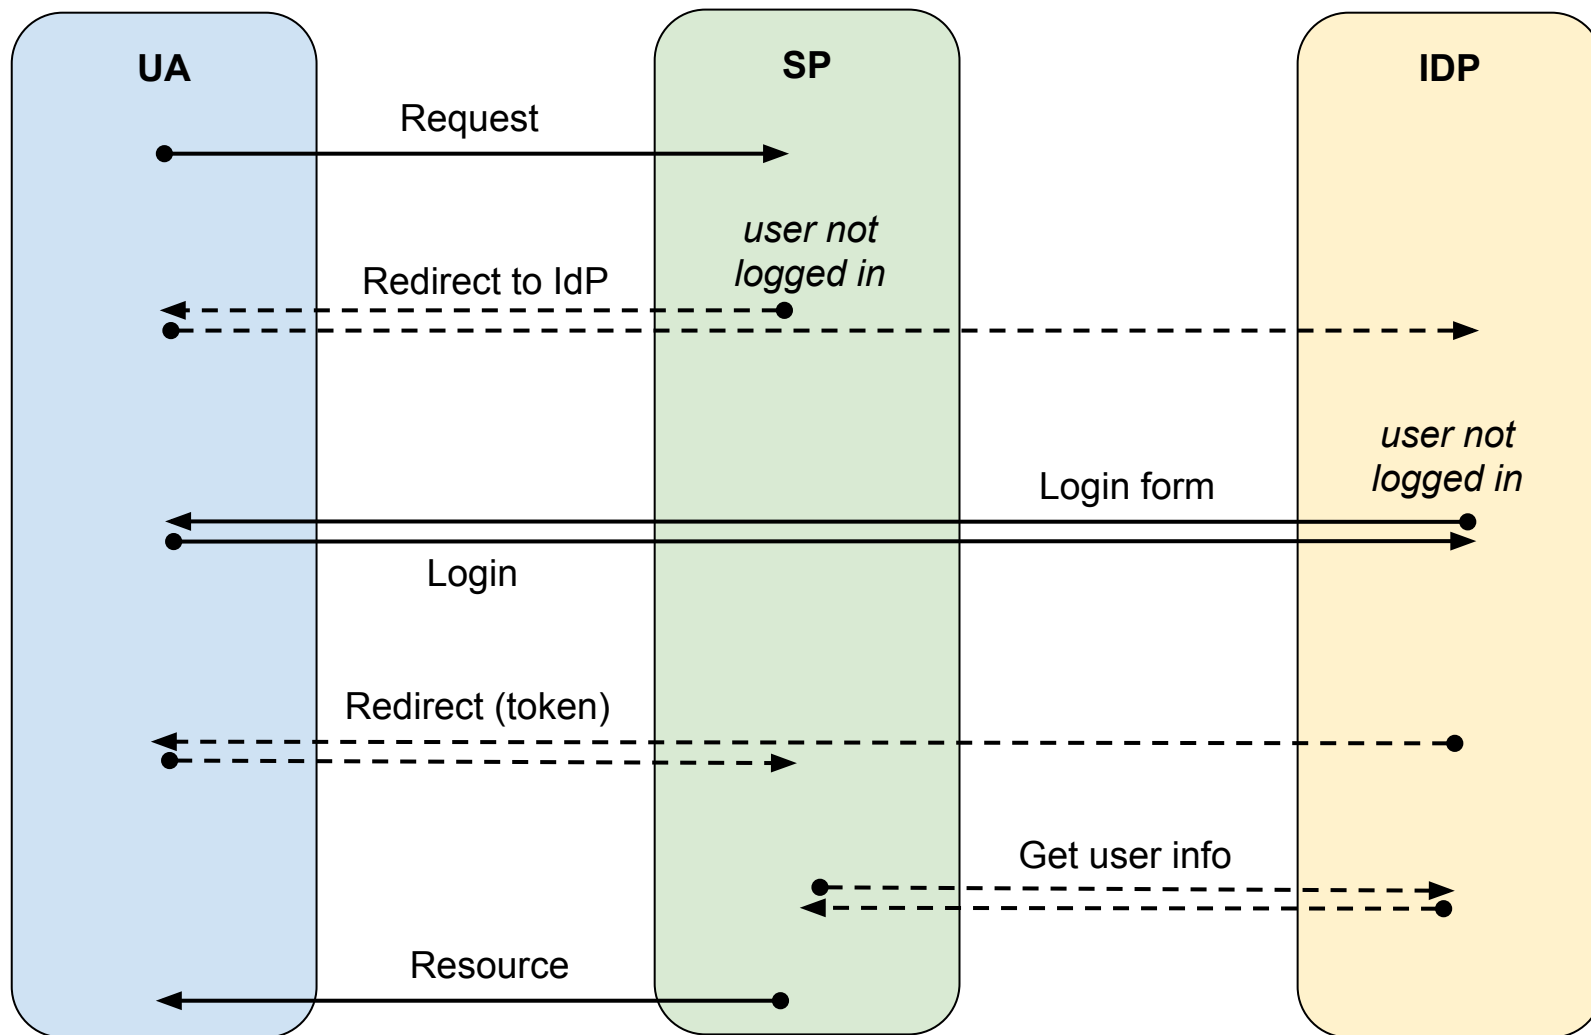 UA
SP
IDP
Request
user not
logged in
Redirect to IdP
user not
logged in
Login form
Login
Redirect (token)
Get user info
Resource